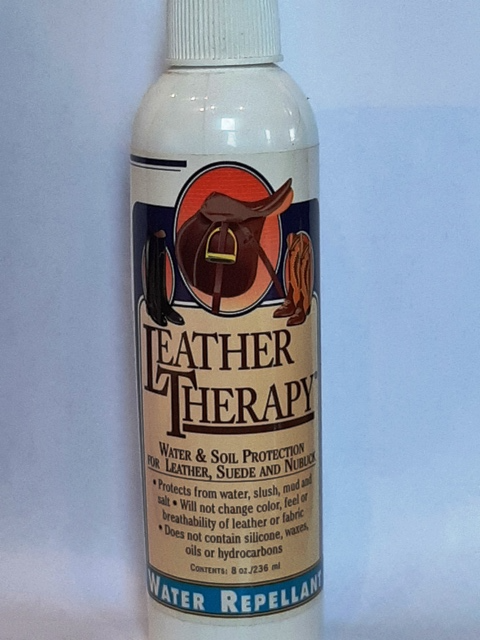 LEATHER
THERAPY™
WATER & SOIL PROTECTION
FOR LEATHER, SUEDE AND NUBUCK
• Protects from water, slush, mud and
salt • Will not change color, feel or
breathability of leather or fabric
• Does not contain silicone, waxes,
oils or hydrocarbons
CONTENTS: 8 oz./236 ml
WATER REPELLANT